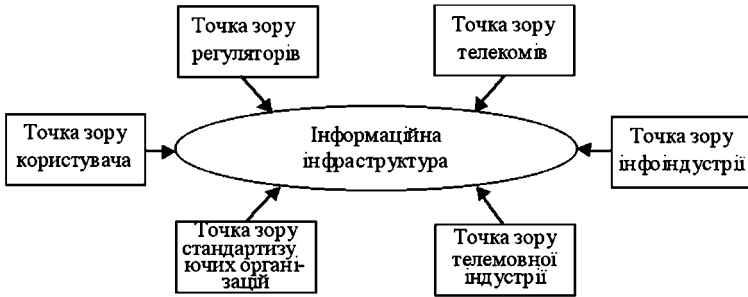 Точка зору
регуляторів
Точка зору
телекомів
Точка зору
користувача
Інформаційна
інфраструктура
Точка зору
інфоіндустрії
Точка зору
стандартизу
ючих органі-
зацій
Точка зору
телемовної
індустрії